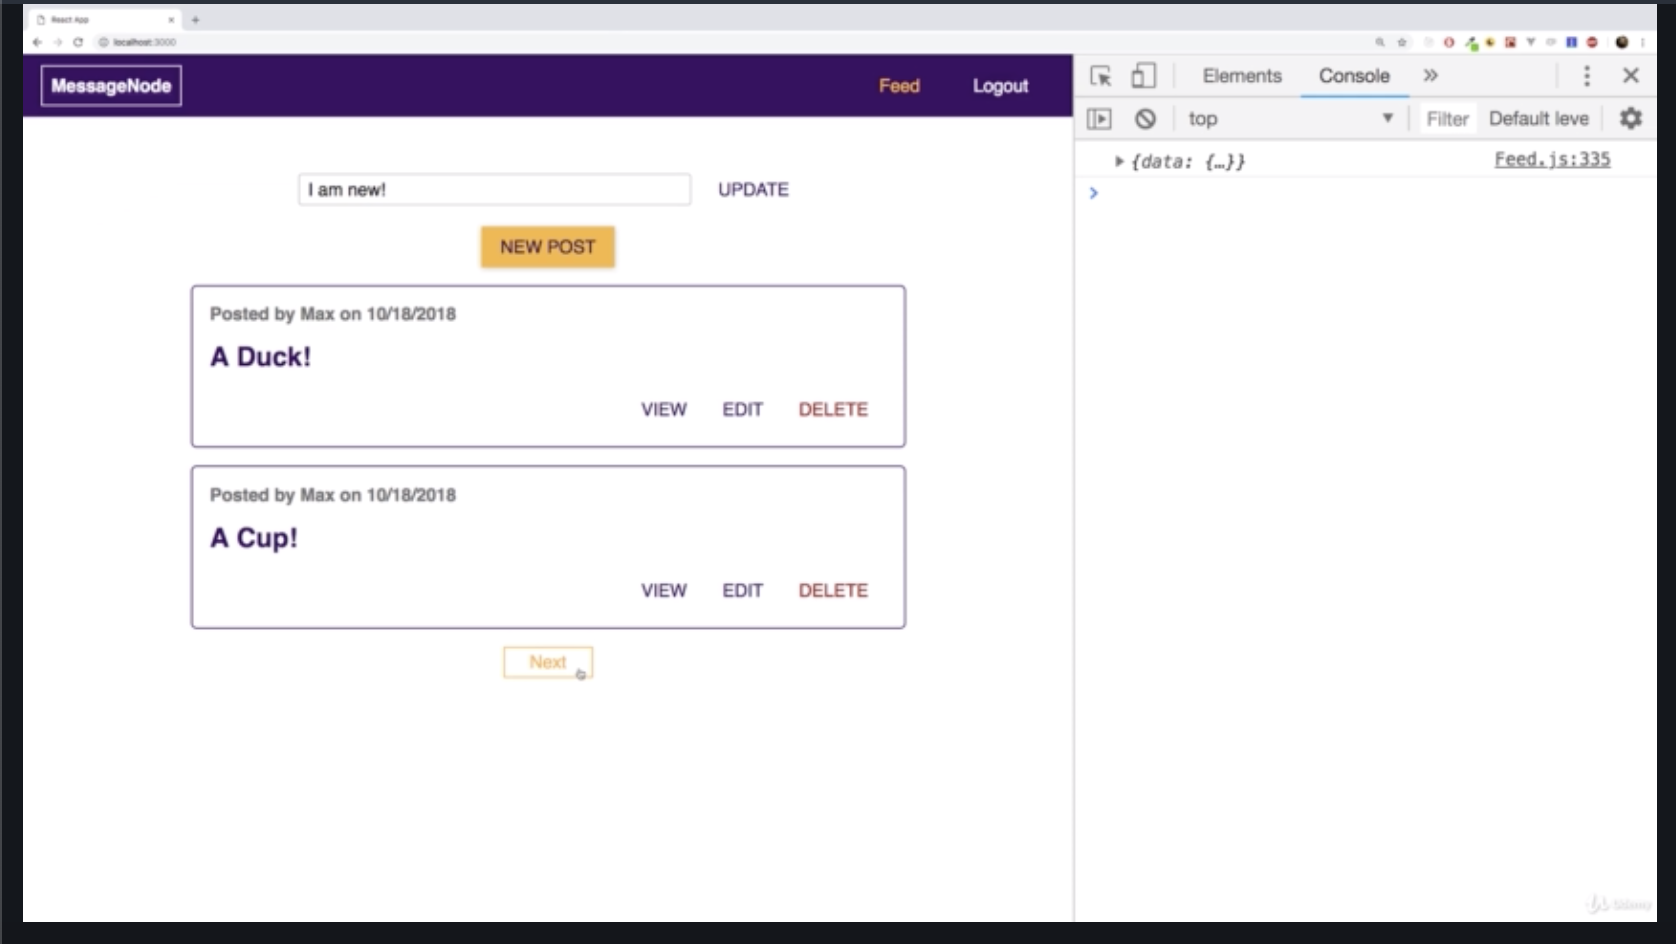 React App
localhost:3000
MessageNode
Feed
Logout
I am new!
UPDATE
NEW POST
Posted by Max on 10/18/2018
A Duck!
VIEW EDIT DELETE
Posted by Max on 10/18/2018
A Cup!
VIEW EDIT DELETE
Next
Elements Console
top Filter Default leve
{data: {…}} Feed.js:335
Udemy